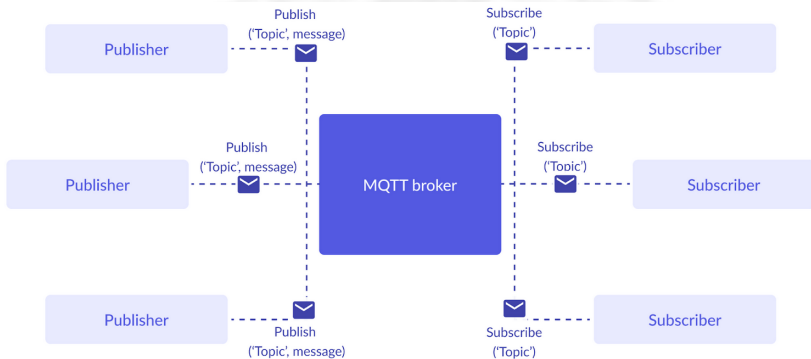 Publish
(‘Topic’, message)
Subscribe
(‘Topic’)
Publisher
Subscriber
Publish
(‘Topic’, message)
Subscribe
(‘Topic’)
Publisher
MQTT broker
Subscriber
Publisher
Subscriber
Publish
(‘Topic’, message)
Subscribe
(‘Topic’)